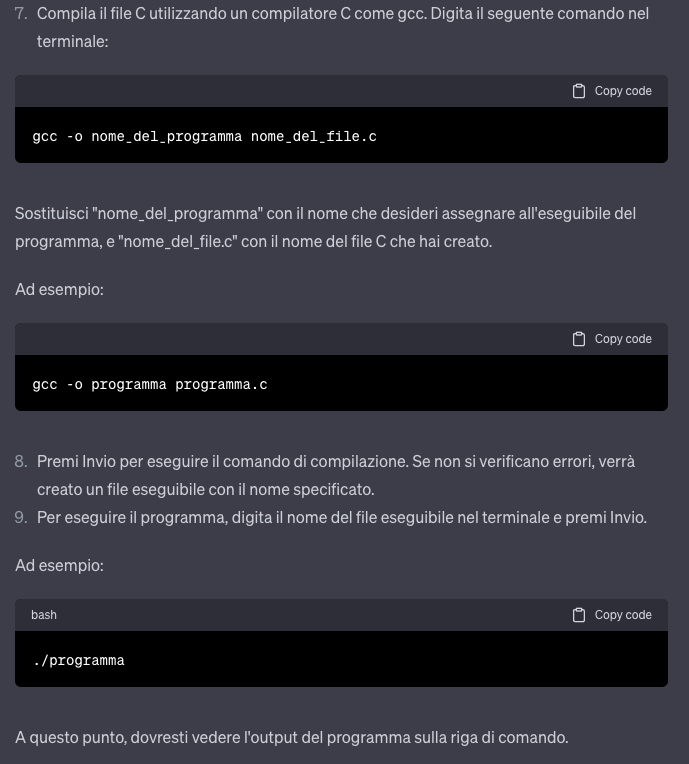 7. Compila il file C utilizzando un compilatore C come gcc. Digita il seguente comando nel
terminale:
Copy code
gcc -o nome_del_programma nome_del_file.c
Sostituisci "nome_del_programma" con il nome che desideri assegnare all'eseguibile del
programma, e "nome_del_file.c" con il nome del file C che hai creato.
Ad esempio:
Copy code
gcc -o programma programma.c
8. Premi Invio per eseguire il comando di compilazione. Se non si verificano errori, verrà
creato un file eseguibile con il nome specificato.
9. Per eseguire il programma, digita il nome del file eseguibile nel terminale e premi Invio.
Ad esempio:
bash Copy code
./programma
A questo punto, dovresti vedere l'output del programma sulla riga di comando.